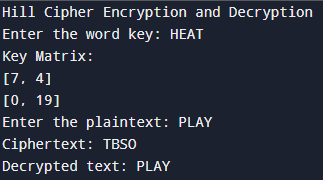 Hill Cipher Encryption and Decryption
Enter the word key: HEAT
Key Matrix:
[7, 4]
[0, 19]
Enter the plaintext: PLAY
Ciphertext: TBSO
Decrypted text: PLAY